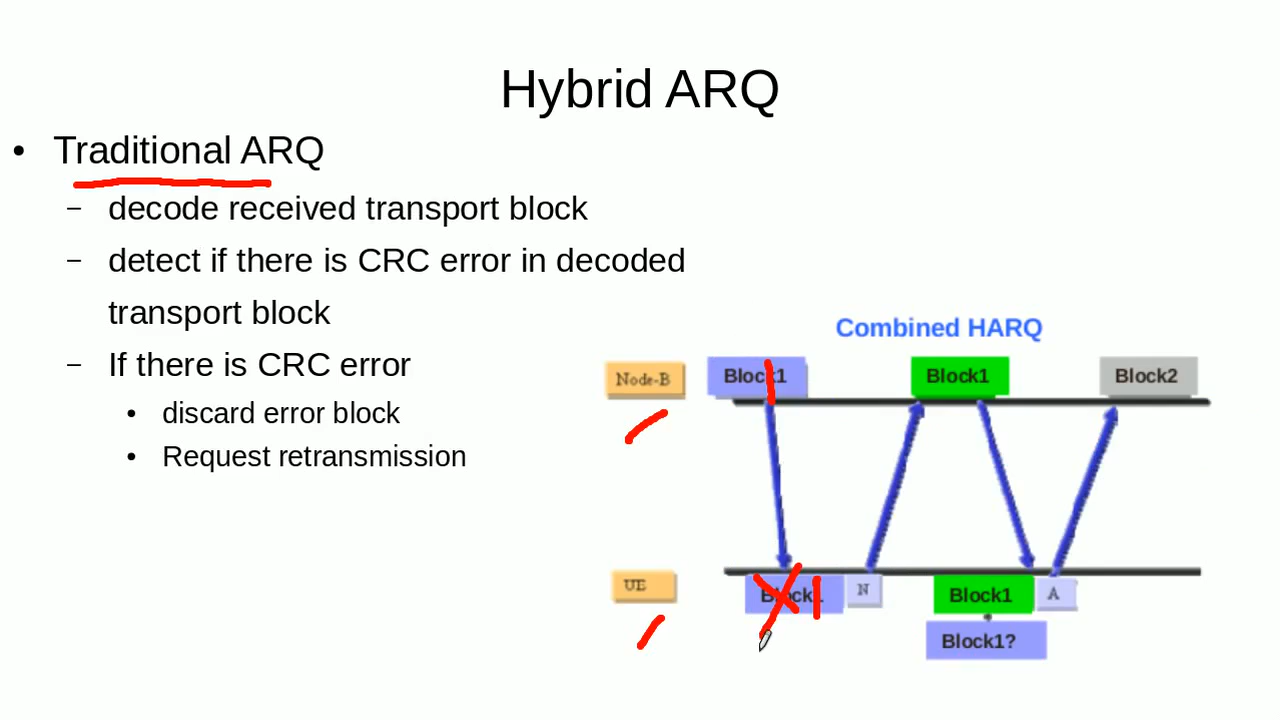 Hybrid ARQ
• Traditional ARQ
– decode received transport block
– detect if there is CRC error in decoded
transport block
– If there is CRC error
• discard error block
• Request retransmission
Combined HARQ
Node-B
Block1
Block1
Block2
UE
Block1
N
Block1
A
Block1?